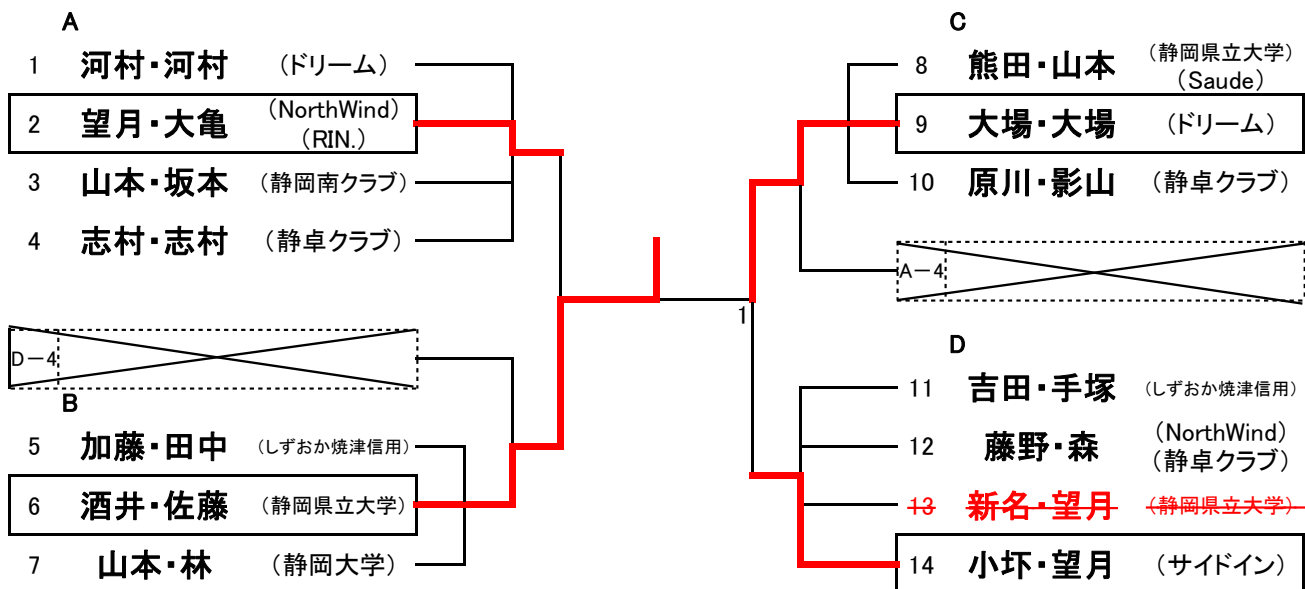 A
1 河村・河村 (ドリーム)
2 望月・大亀 (NorthWind)
(RIN.)
3 山本・坂本 (静岡南クラブ)
4 志村・志村 (静卓クラブ)
D－4
B
5 加藤・田中 (しずおか焼津信用)
6 酒井・佐藤 (静岡県立大学)
7 山本・林 (静岡大学)
1
C
8 熊田・山本 (静岡県立大学)
(Saude)
9 大場・大場 (ドリーム)
10 原川・影山 (静卓クラブ)
A－4
D
11 吉田・手塚 (しずおか焼津信用)
12 藤野・森 (NorthWind)
(静卓クラブ)
13 新名・望月 (静岡県立大学)
14 小圷・望月 (サイドイン)